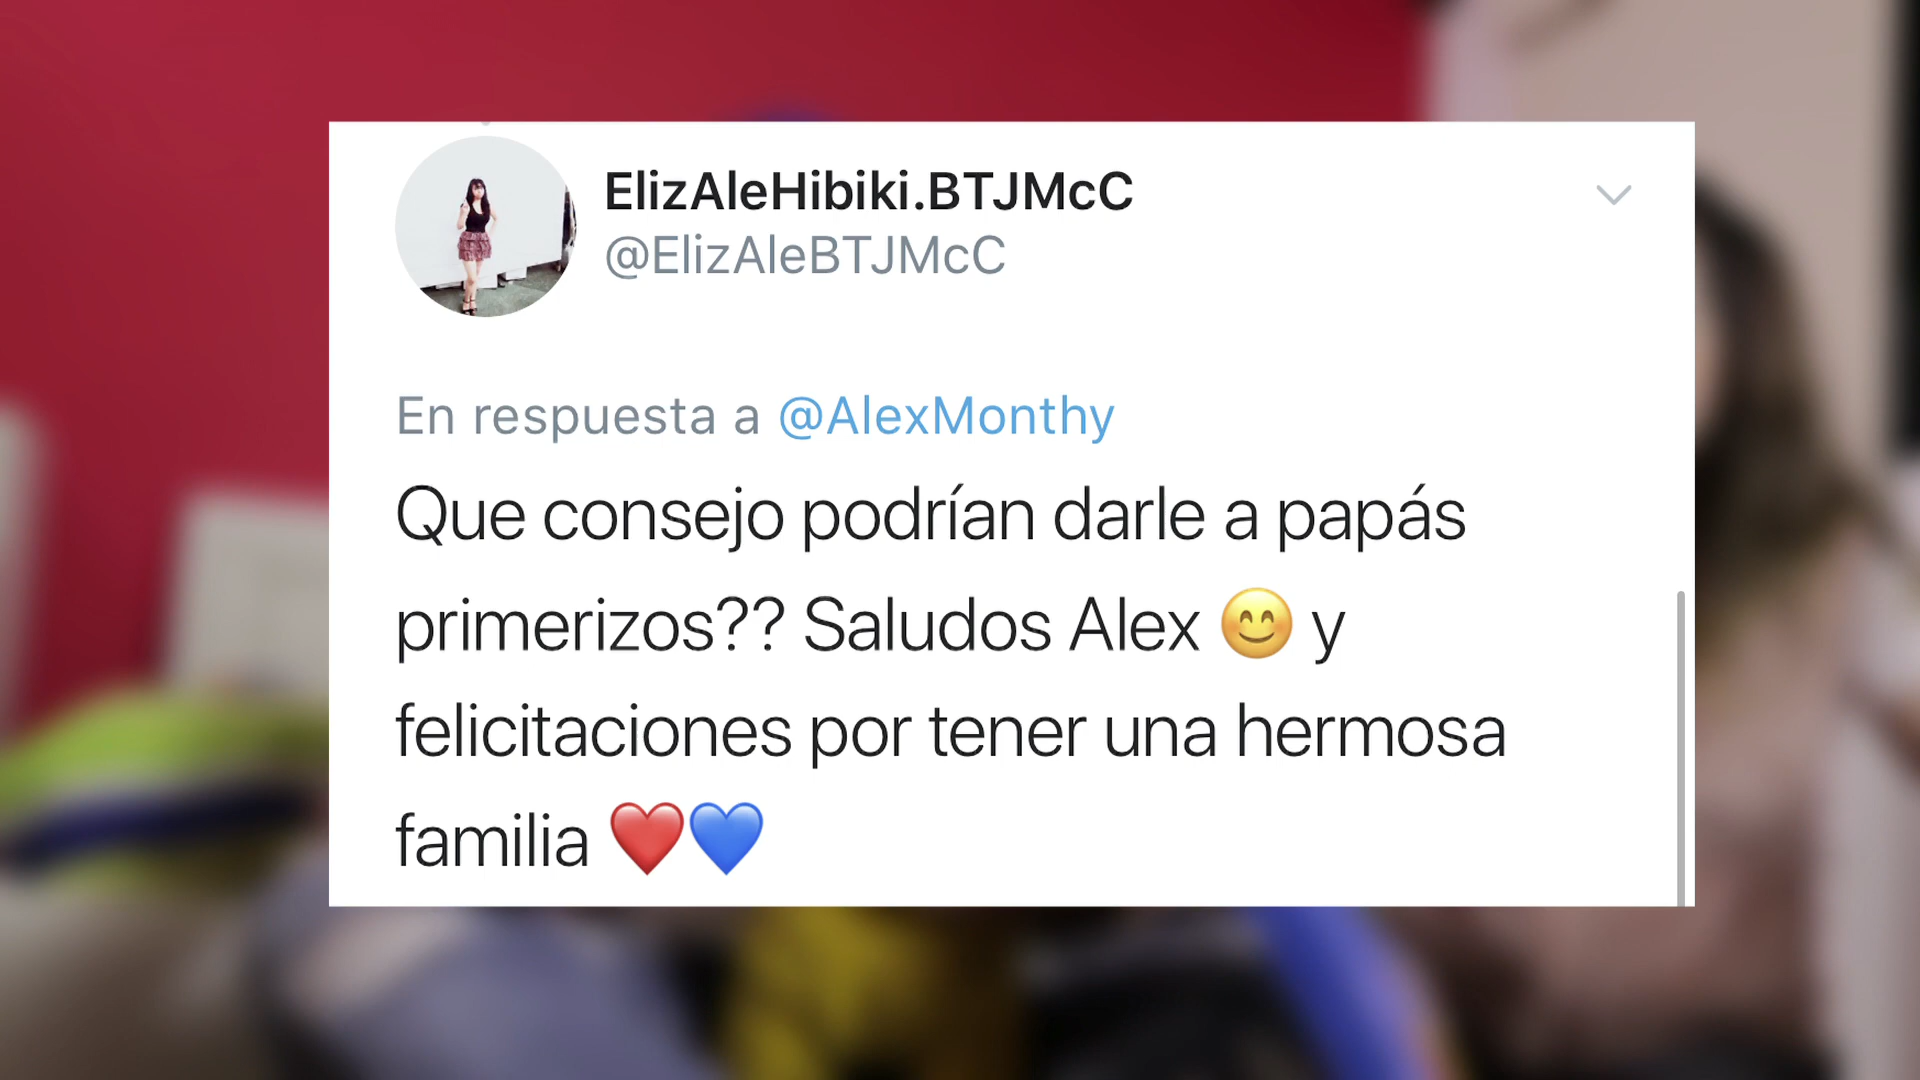 ElizAleHibiki.BTJMcC
@ElizAleBTJMcC
En respuesta a @AlexMonthy
Que consejo podrían darle a papás
primerizos?? Saludos Alex 😊 y
felicitaciones por tener una hermosa
familia ❤️💙